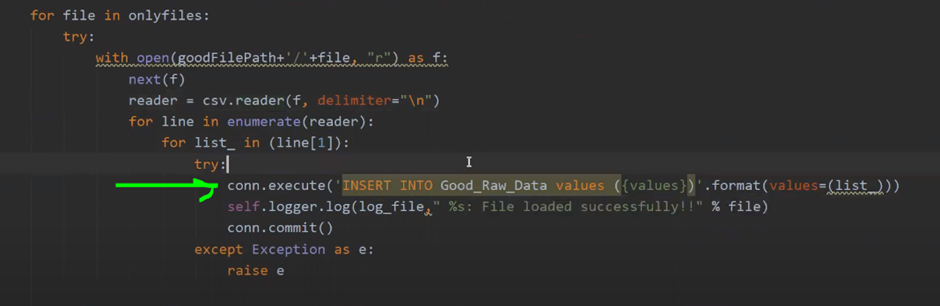 for file in onlyfiles:
try:
with open(goodFilePath+'/'+file, "r") as f:
next(f)
reader = csv.reader(f, delimiter="\n")
for line in enumerate(reader):
for list_ in (line[1]):
try:
conn.execute('INSERT INTO Good_Raw_Data values ({values})'.format(values=(list_)))
self.logger.log(log_file," %s: File loaded successfully!!" % file)
conn.commit()
except Exception as e:
raise e